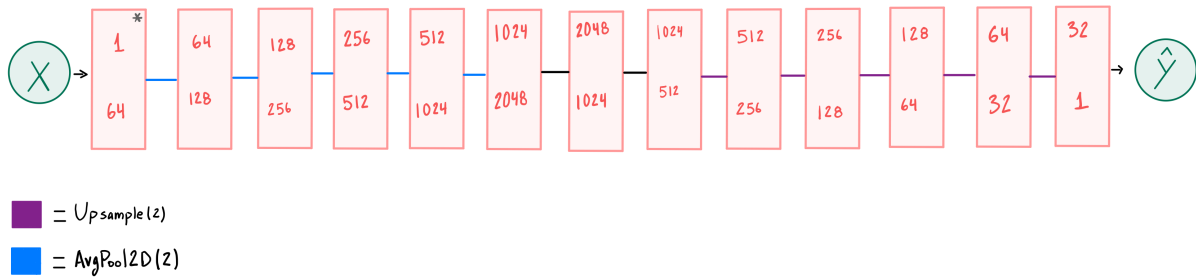 X → 1 * 64 128 256 512 1024 2048 1024 512 256 128 64 32 → Ŷ
64 128 256 512 1024 2048 1024 512 256 128 64 32 1
= Upsample(2)
= AvgPool2D(2)